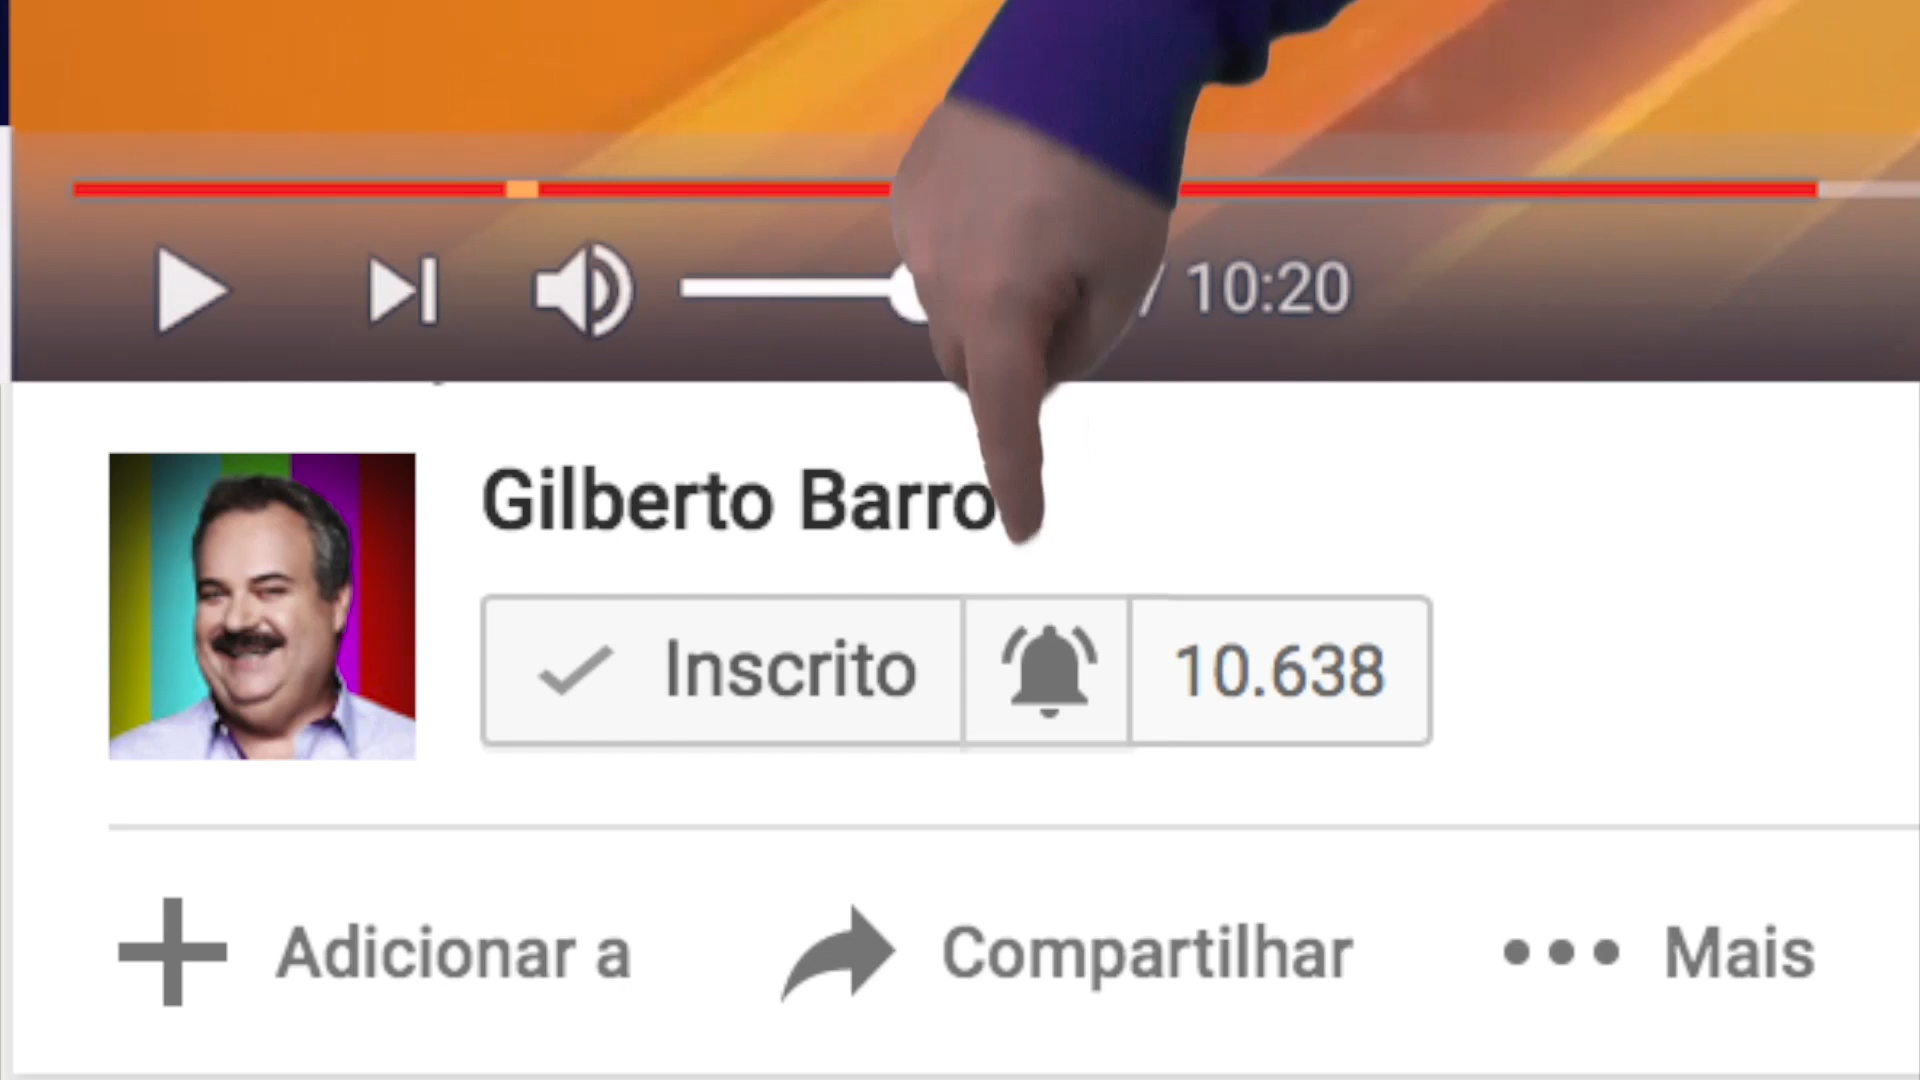 / 10:20
Gilberto Barro
Inscrito
10.638
Adicionar a
Compartilhar
Mais